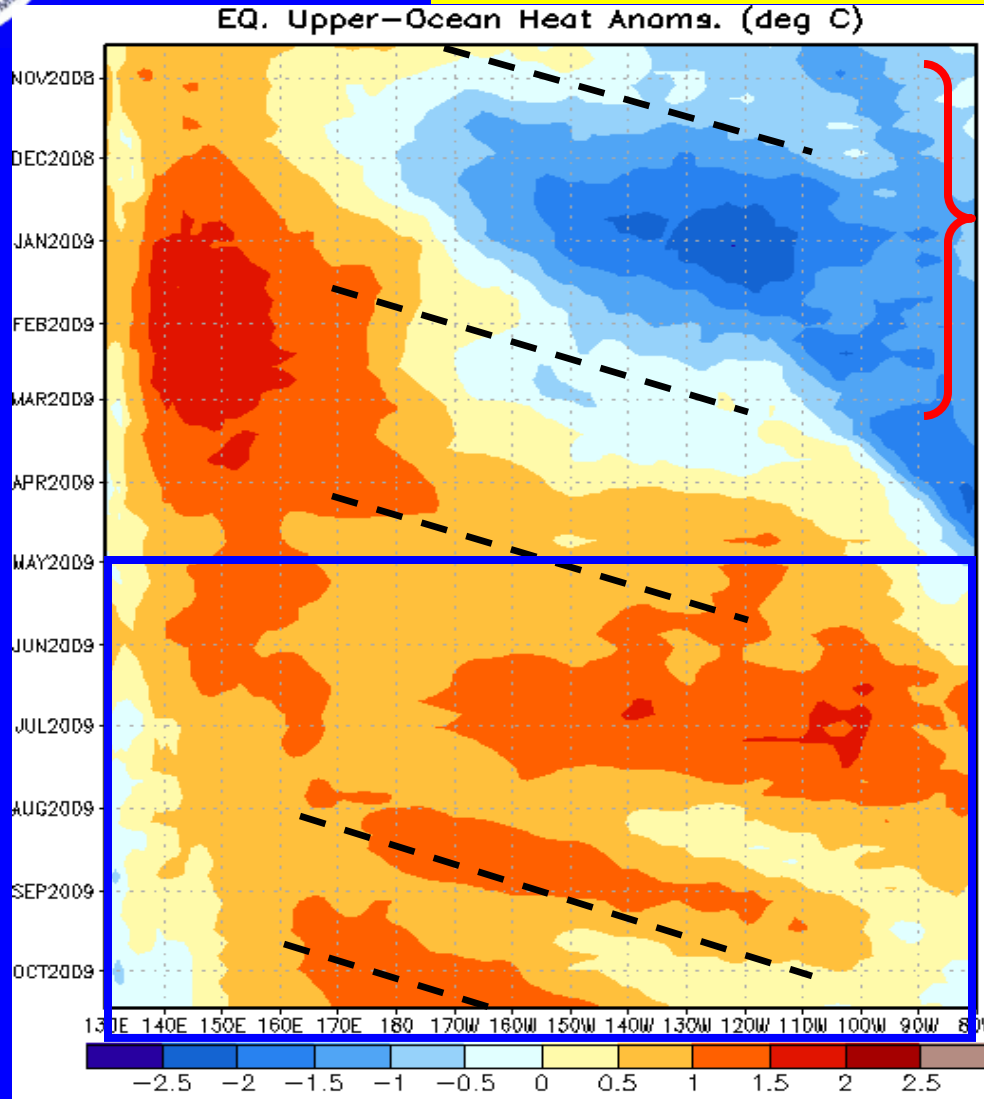 EQ. Upper-Ocean Heat Anoms. (deg C)
NOV2008
DEC2008
JAN2009
FEB2009
MAR2009
APR2009
MAY2009
JUN2009
JUL2009
AUG2009
SEP2009
OCT2009
130E 140E 150E 160E 170E 180 170W 160W 150W 140W 130W 120W 110W 100W 90W 80W
-2.5 -2 -1.5 -1 -0.5 0 0.5 1 1.5 2 2.5